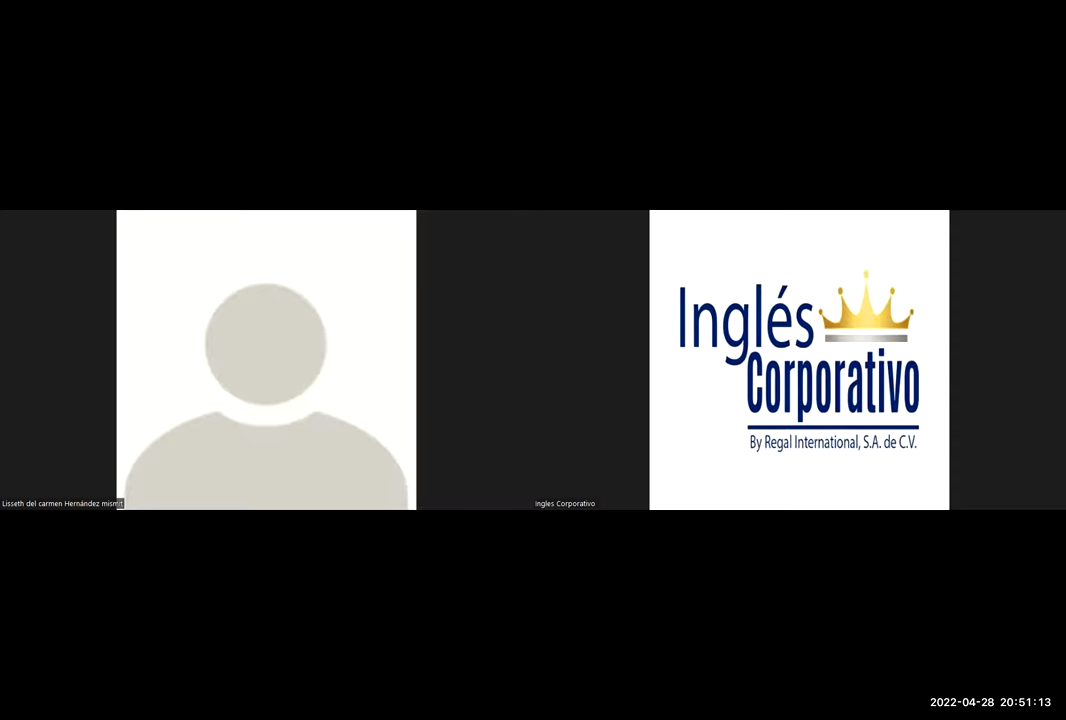 Inglés
Corporativo
By Regal International, S.A. de C.V.
Lisseth del carmen Hernández mismit
Ingles Corporativo
2022-04-28 20:51:13